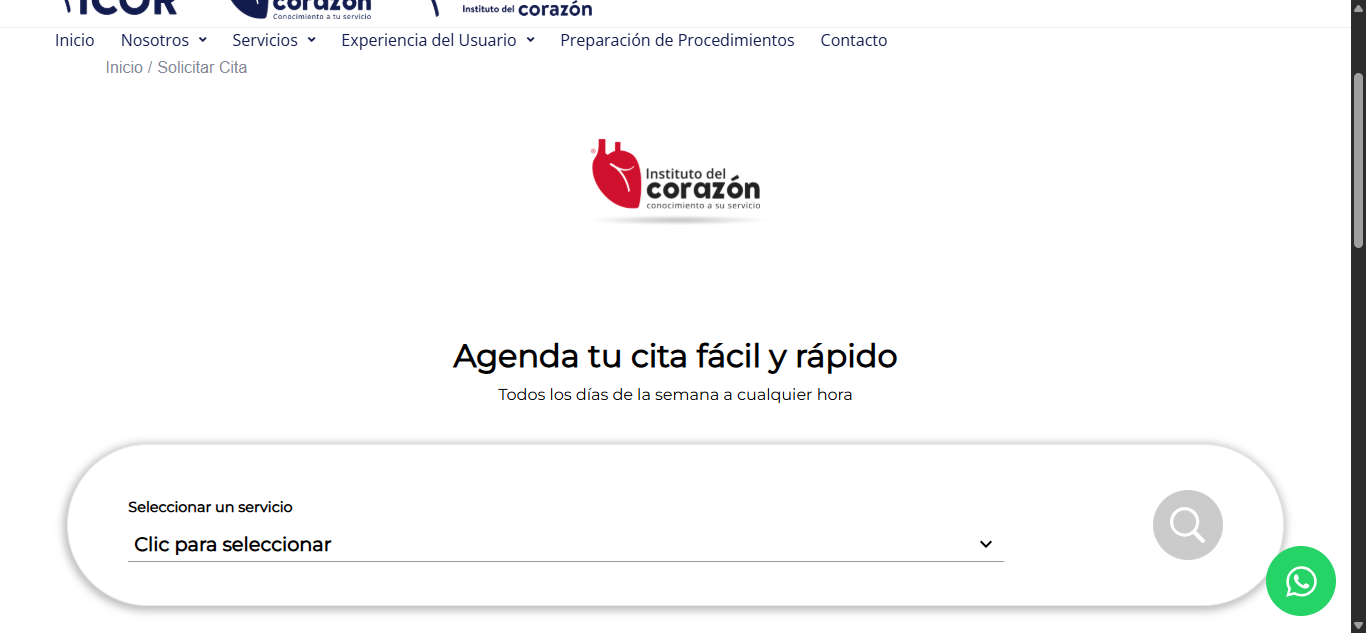 ICOR
corazón
Conocimiento a tu servicio
Instituto del corazón
Inicio Nosotros Servicios Experiencia del Usuario Preparación de Procedimientos Contacto
Inicio / Solicitar Cita
Instituto del
corazón
conocimiento a su servicio
Agenda tu cita fácil y rápido
Todos los días de la semana a cualquier hora
Seleccionar un servicio
Clic para seleccionar